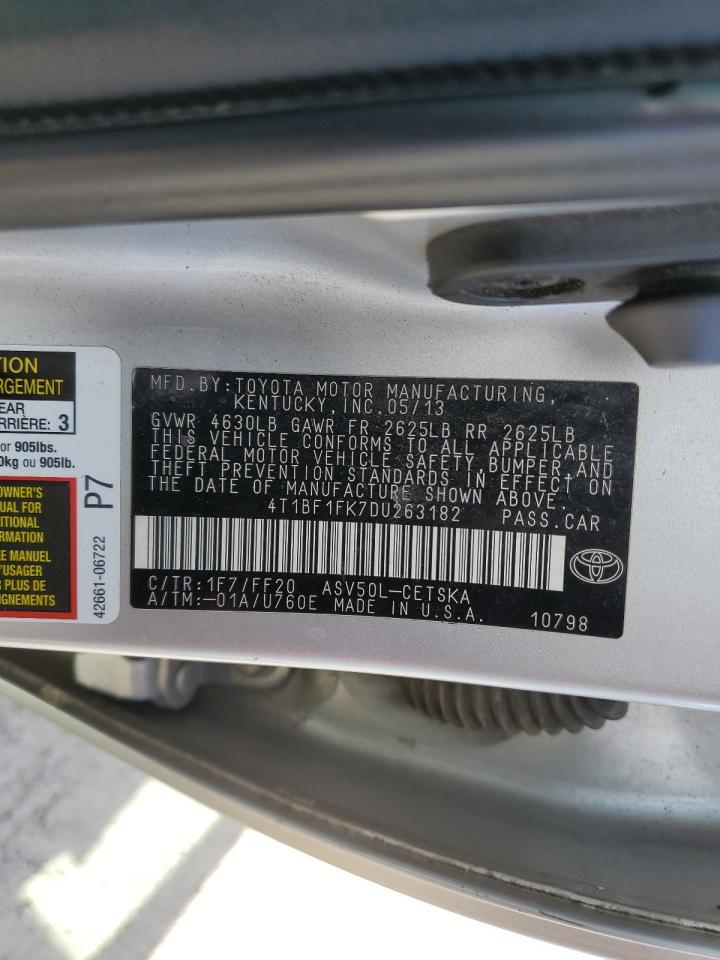 TION
RGEMENT
EAR
RRIÈRE: 3
or 905lbs.
0kg ou 905lb.
OWNER'S
UAL FOR
ITIONAL
RMATION
LE MANUEL
'USAGER
R PLUS DE
IGNEMENTS
P7
42661-06722
MFD. BY: TOYOTA MOTOR MANUFACTURING,
KENTUCKY, INC. 05/13
GVWR 4630LB GAWR FR 2625LB RR 2625LB
THIS VEHICLE CONFORMS TO ALL APPLICABLE
FEDERAL MOTOR VEHICLE SAFETY, BUMPER AND
THEFT PREVENTION STANDARDS IN EFFECT ON
THE DATE OF MANUFACTURE SHOWN ABOVE.
4T1BF1FK7DU263182 PASS. CAR
C/TR: 1F7/FF20 ASV50L-CETSKA
A/TM: -01A/U760E MADE IN U.S.A.
10798